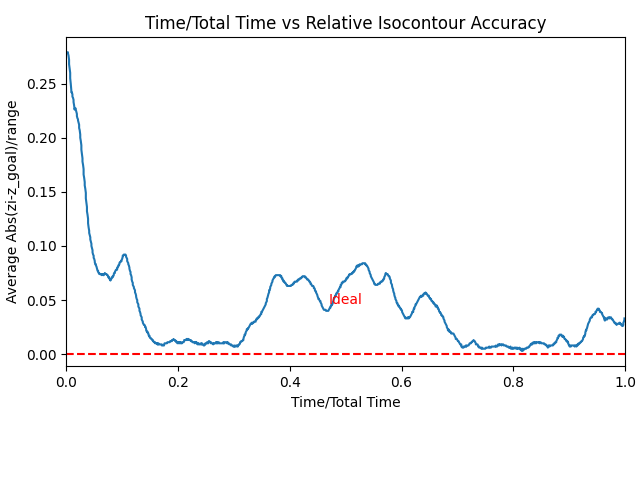 Time/Total Time vs Relative Isocontour Accuracy
Average Abs(zi-z_goal)/range
0.25
0.20
0.15
0.10
0.05
0.00
Ideal
0.0 0.2 0.4 0.6 0.8 1.0
Time/Total Time